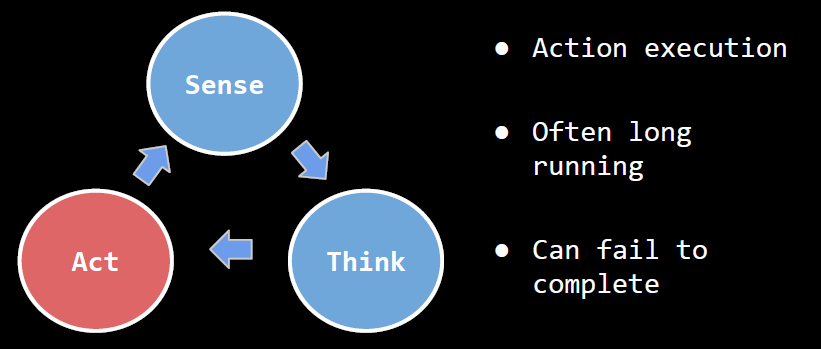 Sense
Act
Think
● Action execution
● Often long
running
● Can fail to
complete